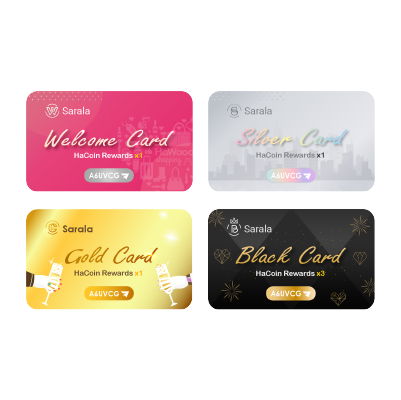 Sarala
Welcome Card
HaCoin Rewards x1
A6UVCG
Sarala
Silver Card
HaCoin Rewards x1
A6UVCG
Sarala
Gold Card
HaCoin Rewards x1
A6UVCG
Sarala
Black Card
HaCoin Rewards x3
A6UVCG